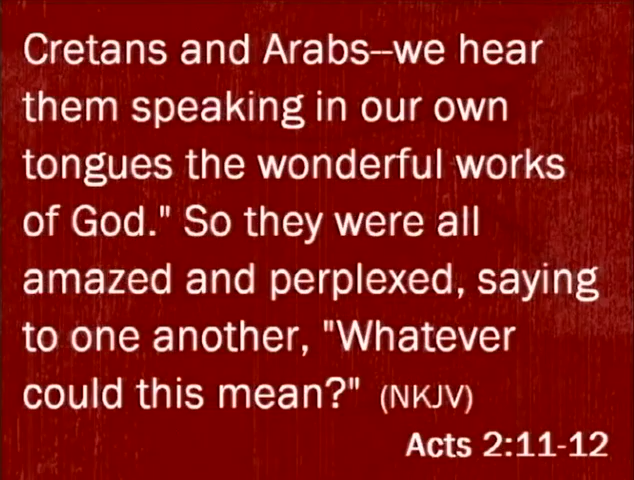 Cretans and Arabs--we hear
them speaking in our own
tongues the wonderful works
of God." So they were all
amazed and perplexed, saying
to one another, "Whatever
could this mean?" (NKJV)
Acts 2:11-12